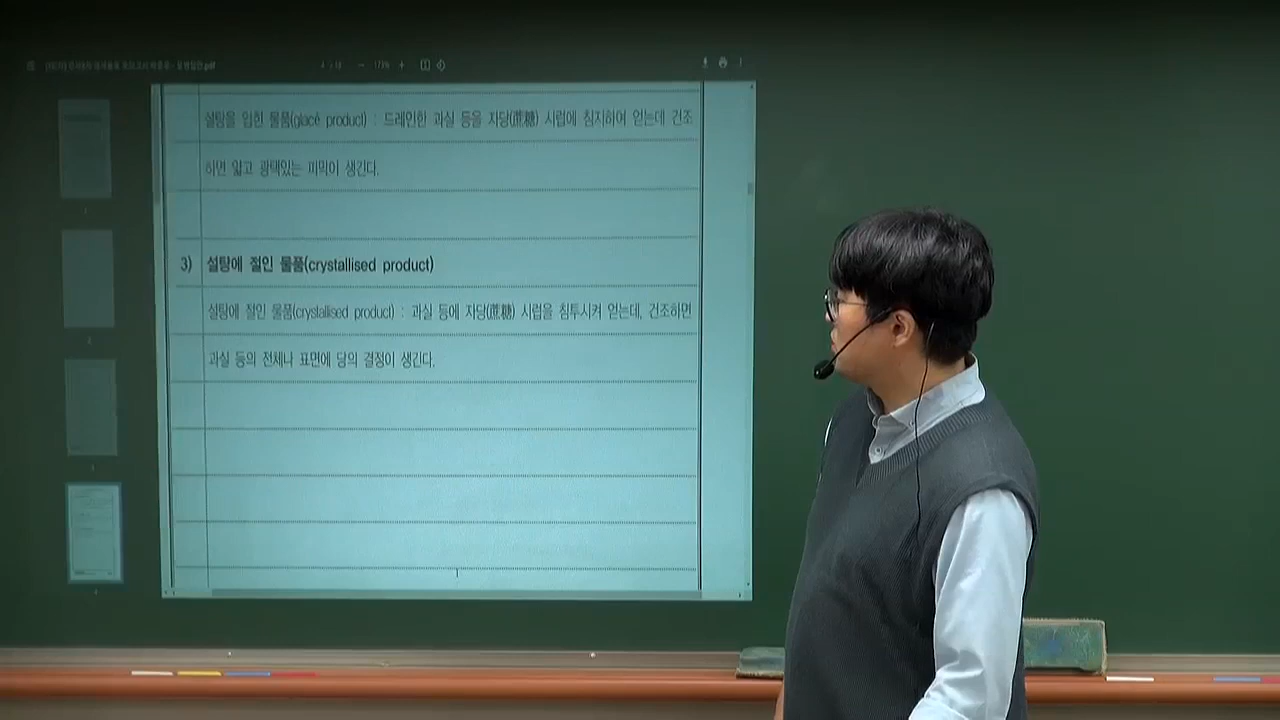 4 / 18 − 173% +
설탕을 입힌 물품(glacé product) : 드레인한 과실 등을 자당(蔗糖) 시럽에 침지하여 얻는데 건조
하면 얇고 광택있는 피막이 생긴다.
3) 설탕에 절인 물품(crystallised product)
설탕에 절인 물품(crystallised product) : 과실 등에 자당(蔗糖) 시럽을 침투시켜 얻는데, 건조하면
과실 등의 전체나 표면에 당의 결정이 생긴다.